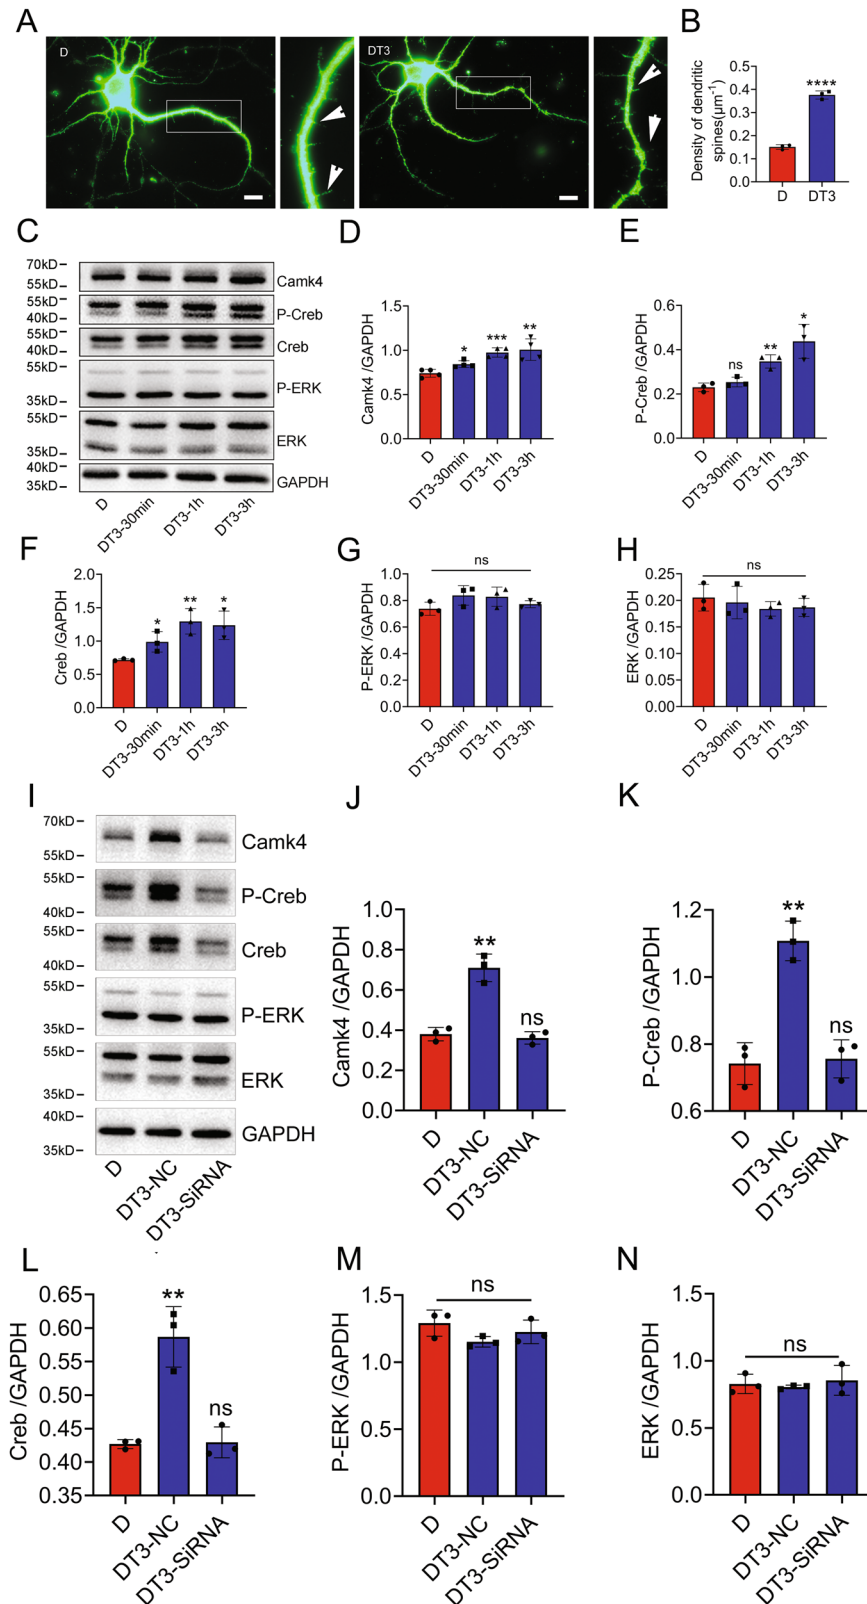 A
D
DT3
B
Density of dendritic
spines(μm⁻¹)
0.5
0.4
0.3
0.2
0.1
0.0
****
D
DT3
C
70kD
55kD
Camk4
55kD
40kD
P-Creb
55kD
40kD
Creb
55kD
35kD
P-ERK
55kD
35kD
ERK
40kD
35kD
GAPDH
D
DT3-30min
DT3-1h
DT3-3h
D
Camk4 /GAPDH
1.5
1.0
0.5
0.0
*
***
**
D
DT3-30min
DT3-1h
DT3-3h
E
P-Creb /GAPDH
0.6
0.4
0.2
0.0
ns
**
*
D
DT3-30min
DT3-1h
DT3-3h
F
Creb /GAPDH
2.0
1.5
1.0
0.5
0.0
*
**
*
D
DT3-30min
DT3-1h
DT3-3h
G
P-ERK /GAPDH
1.0
0.8
0.6
0.4
0.2
0.0
ns
D
DT3-30min
DT3-1h
DT3-3h
H
ERK /GAPDH
0.25
0.20
0.15
0.10
0.05
0.00
ns
D
DT3-30min
DT3-1h
DT3-3h
I
70kD
55kD
Camk4
55kD
40kD
P-Creb
55kD
40kD
Creb
55kD
35kD
P-ERK
55kD
35kD
ERK
40kD
35kD
GAPDH
D
DT3-NC
DT3-SiRNA
J
Camk4 /GAPDH
1.0
0.8
0.6
0.4
0.2
0.0
**
ns
D
DT3-NC
DT3-SiRNA
K
P-Creb /GAPDH
1.2
1.0
0.8
0.6
**
ns
D
DT3-NC
DT3-SiRNA
L
Creb /GAPDH
0.65
0.60
0.55
0.50
0.45
0.40
0.35
**
ns
D
DT3-NC
DT3-SiRNA
M
P-ERK /GAPDH
1.5
1.0
0.5
0.0
ns
D
DT3-NC
DT3-SiRNA
N
ERK /GAPDH
1.5
1.0
0.5
0.0
ns
D
DT3-NC
DT3-SiRNA